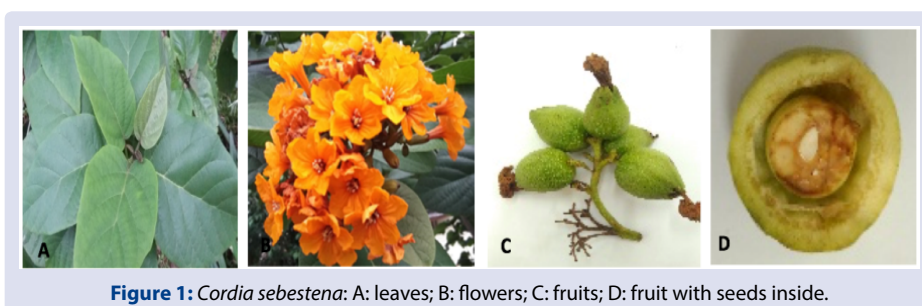 A
B
C
D
Figure 1: Cordia sebestena: A: leaves; B: flowers; C: fruits; D: fruit with seeds inside.